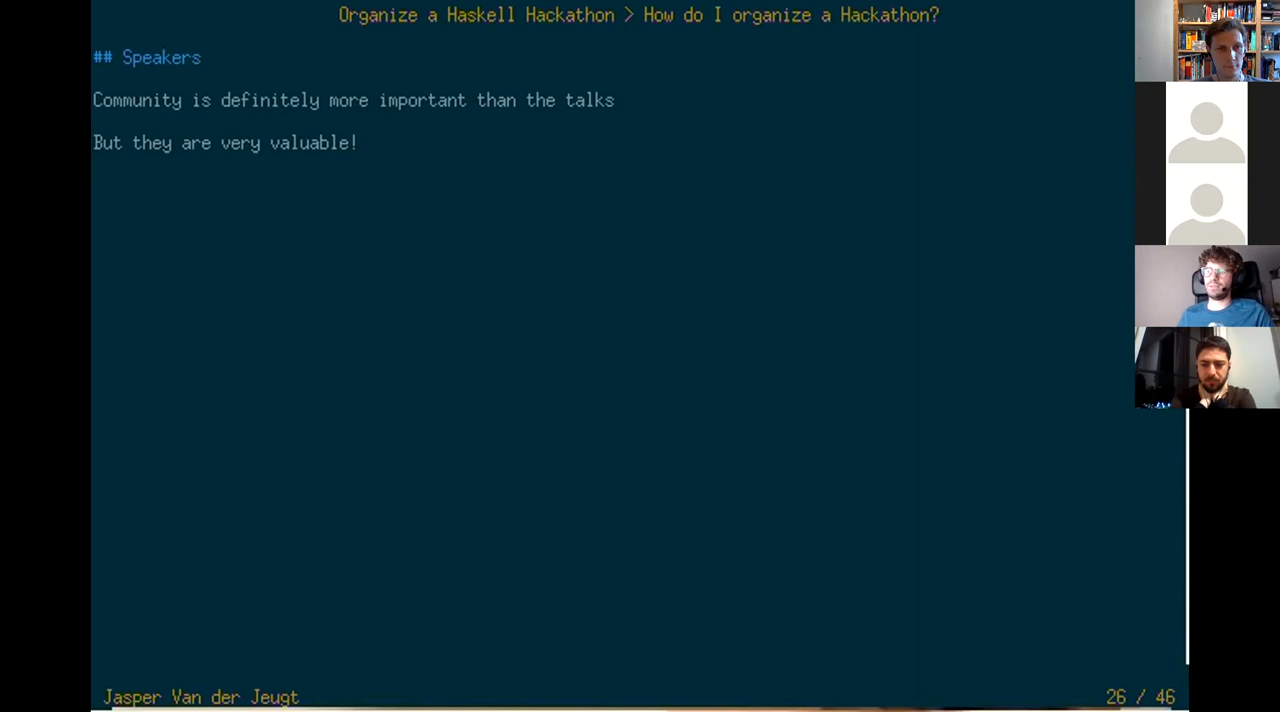 Organize a Haskell Hackathon > How do I organize a Hackathon?
## Speakers
Community is definitely more important than the talks
But they are very valuable!
Jasper Van der Jeugt
26 / 46